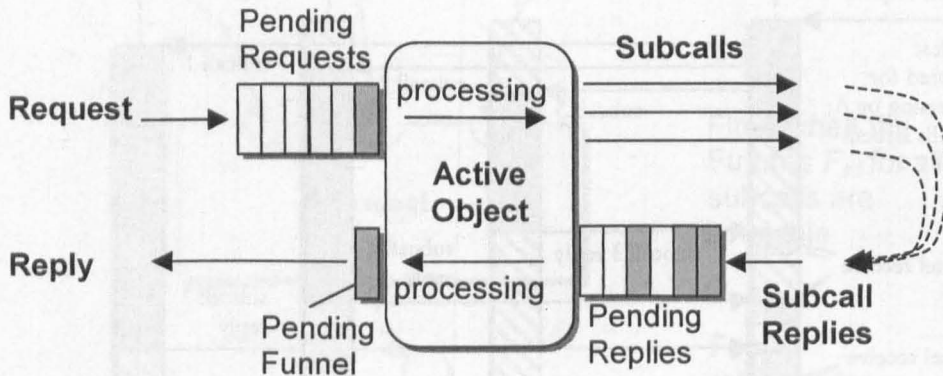 Pending
Requests
Subcalls
Request
processing
Active
Object
Reply
processing
Pending
Funnel
Pending
Replies
Subcall
Replies